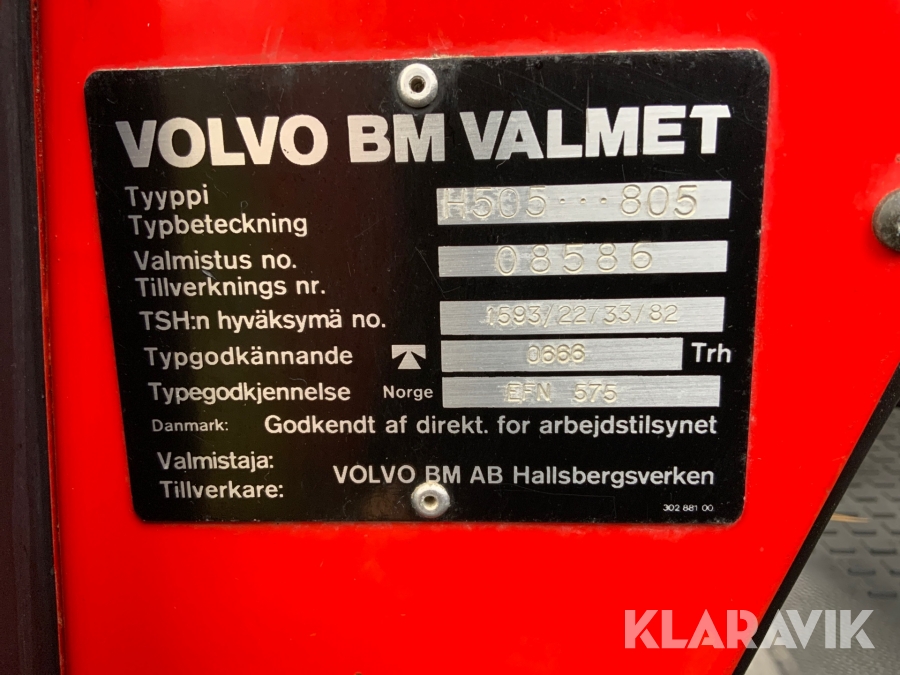 VOLVO BM VALMET
Tyyppi
Typbeteckning
H505...805
Valmistus no.
Tillverknings nr.
08586
TSH:n hyväksymä no.
1593/22/33/82
Typgodkännande 0666 Trh
Typegodkjennelse Norge EFN 575
Danmark: Godkendt af direkt. for arbejdstilsynet
Valmistaja:
Tillverkare:
VOLVO BM AB Hallsbergsverken
302 881 00
KLARAVIK